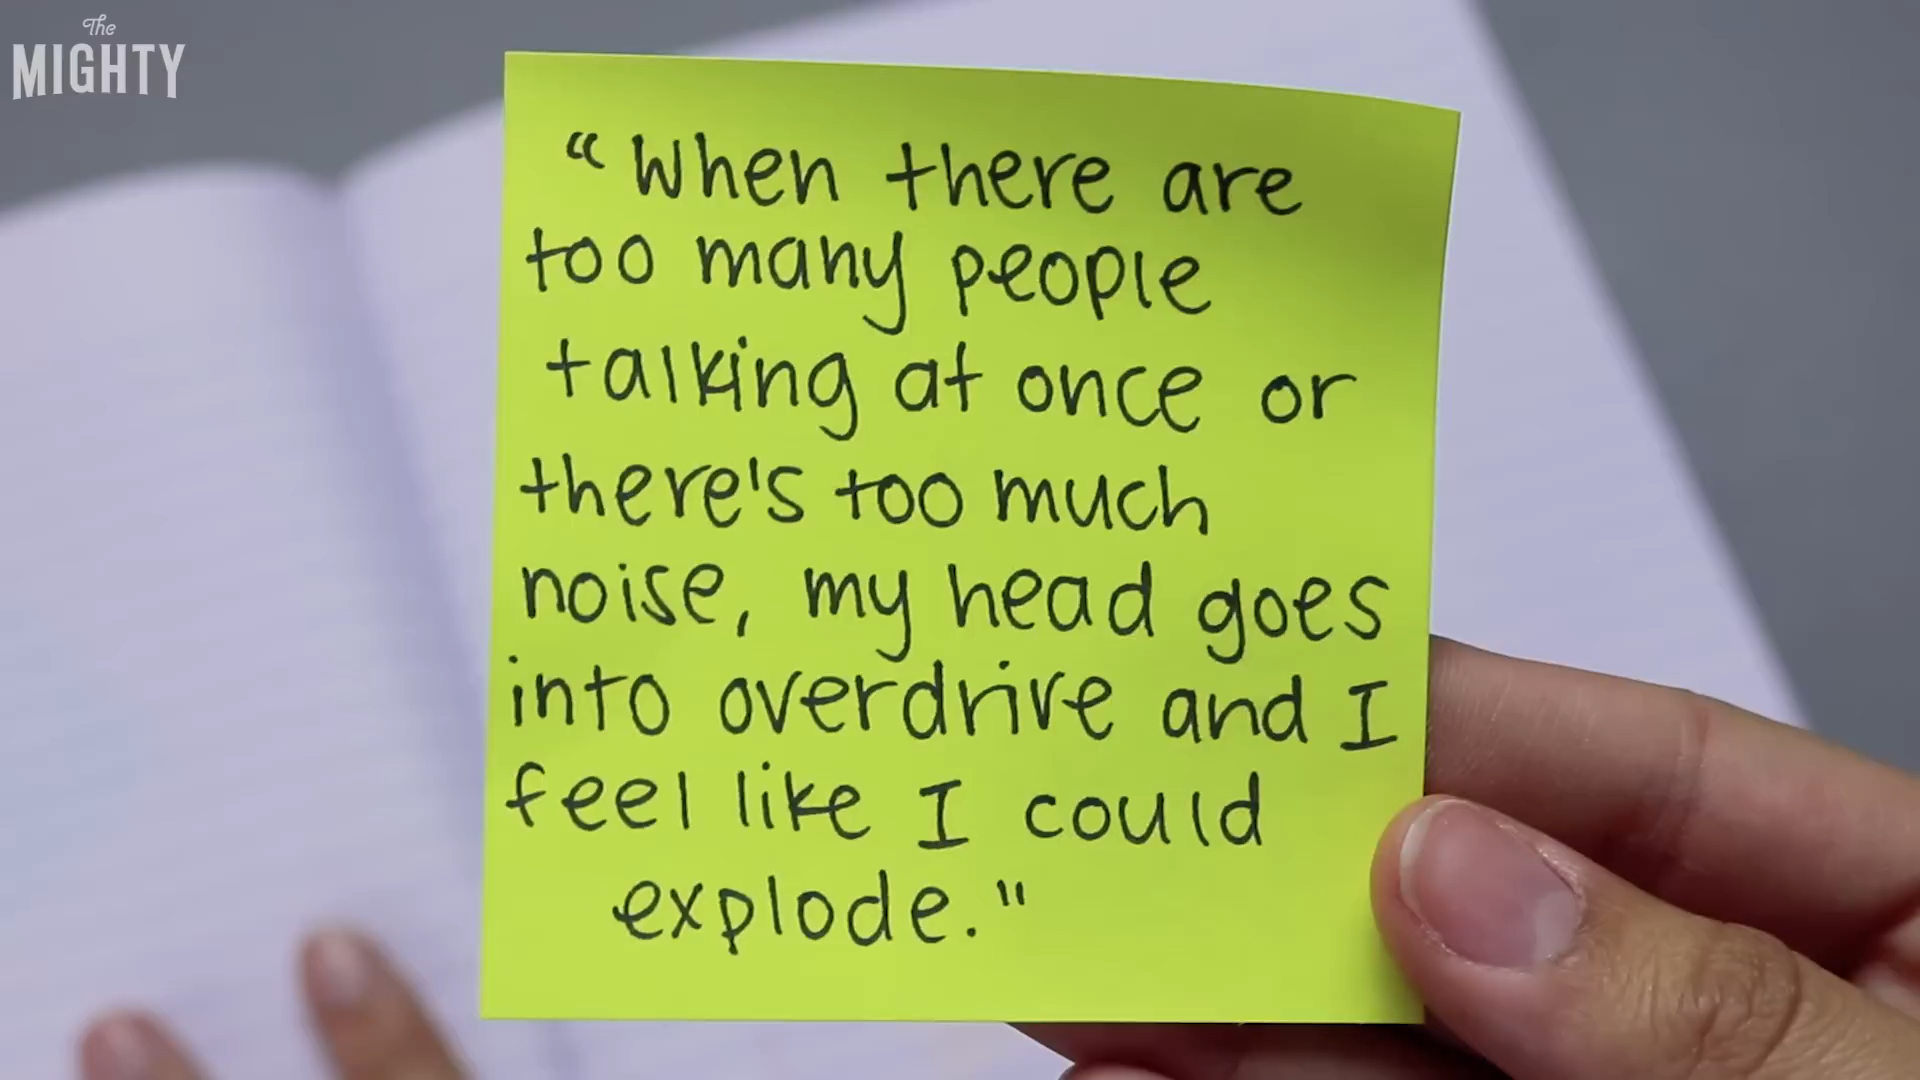 The
MIGHTY
"When there are
too many people
talking at once or
there's too much
noise, my head goes
into overdrive and I
feel like I could
explode."